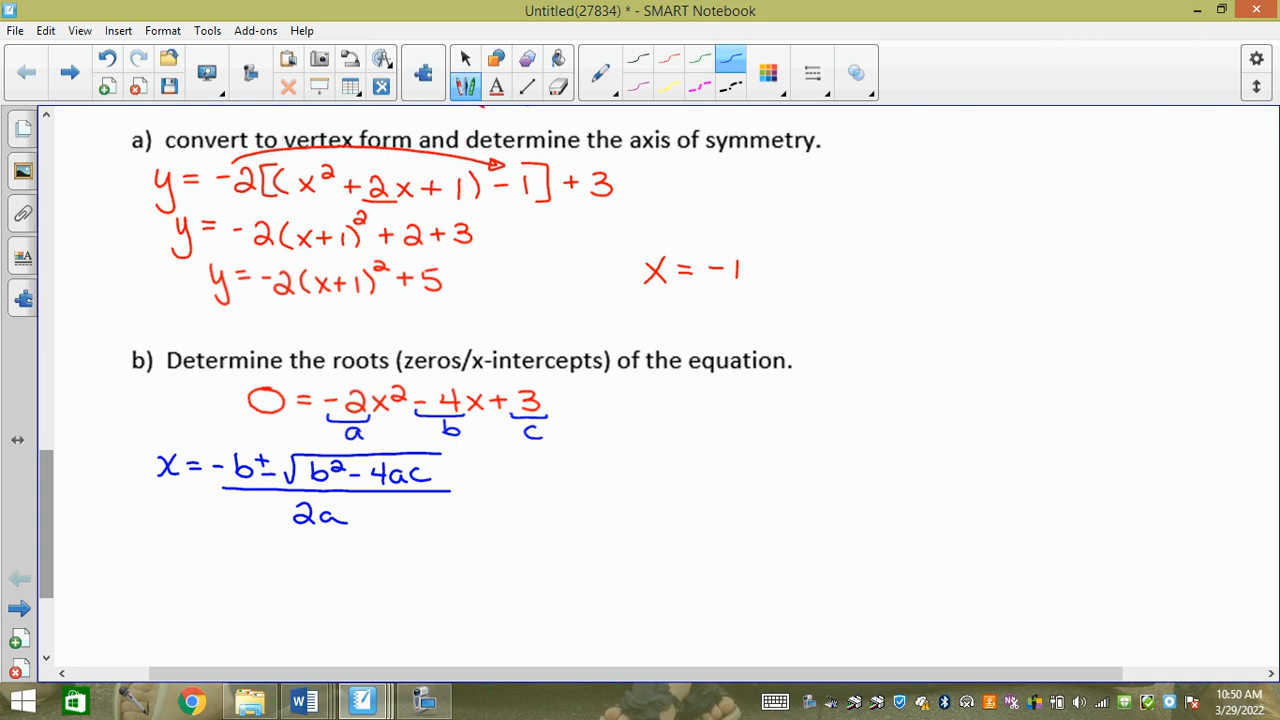 Untitled(27834) * - SMART Notebook
File Edit View Insert Format Tools Add-ons Help
a) convert to vertex form and determine the axis of symmetry.
y = -2[(x² + 2x + 1) - 1] + 3
y = -2(x+1)² + 2 + 3
y = -2(x+1)² + 5
x = -1
b) Determine the roots (zeros/x-intercepts) of the equation.
0 = -2x² - 4x + 3
a b c
x = -b ± √b² - 4ac
2a
10:50 AM
3/29/2022